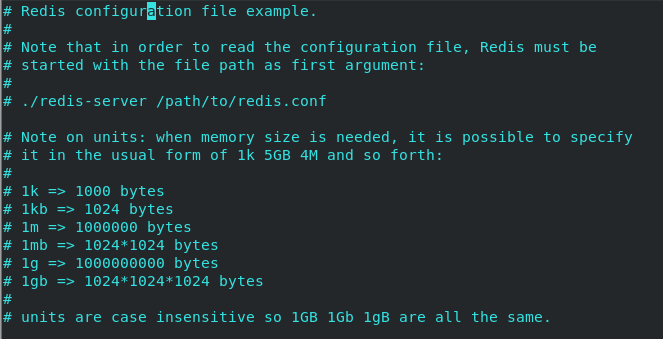 # Redis configuration file example.
#
# Note that in order to read the configuration file, Redis must be
# started with the file path as first argument:
#
# ./redis-server /path/to/redis.conf
# Note on units: when memory size is needed, it is possible to specify
# it in the usual form of 1k 5GB 4M and so forth:
#
# 1k => 1000 bytes
# 1kb => 1024 bytes
# 1m => 1000000 bytes
# 1mb => 1024*1024 bytes
# 1g => 1000000000 bytes
# 1gb => 1024*1024*1024 bytes
#
# units are case insensitive so 1GB 1Gb 1gB are all the same.